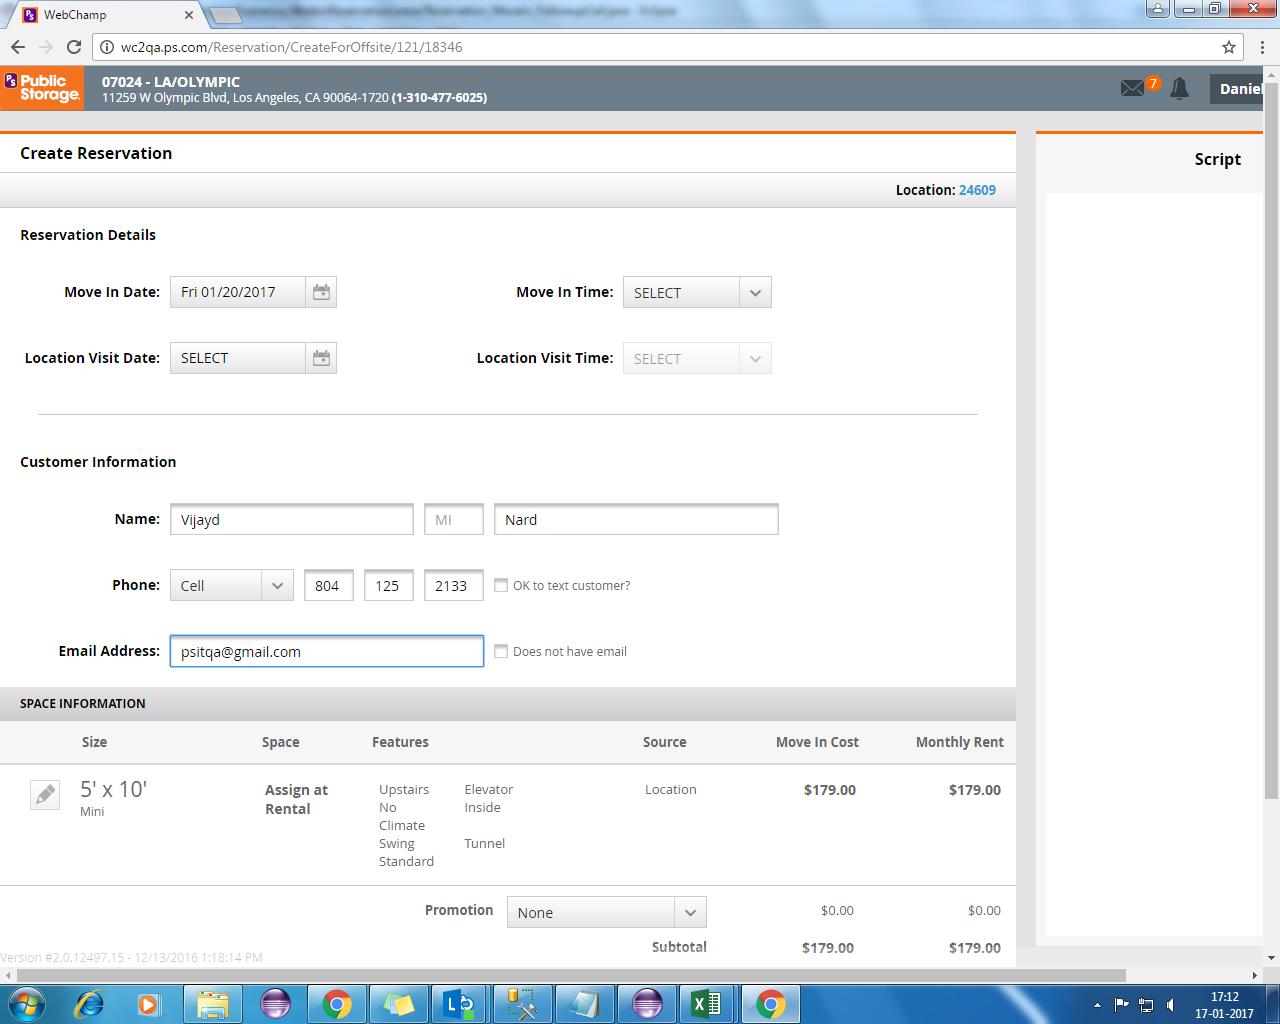 WebChamp
wc2qa.ps.com/Reservation/CreateForOffsite/121/18346
PS Public Storage.
07024 - LA/OLYMPIC
11259 W Olympic Blvd, Los Angeles, CA 90064-1720 (1-310-477-6025)
7
Daniel
Create Reservation
Script
Location: 24609
Reservation Details
Move In Date: Fri 01/20/2017 Move In Time: SELECT
Location Visit Date: SELECT Location Visit Time: SELECT
Customer Information
Name: Vijayd MI Nard
Phone: Cell 804 125 2133 OK to text customer?
Email Address: psitqa@gmail.com Does not have email
SPACE INFORMATION
Size Space Features Source Move In Cost Monthly Rent
5' x 10' Assign at Upstairs Elevator Location $179.00 $179.00
Mini Rental No Inside
Climate
Swing Tunnel
Standard
Promotion None $0.00 $0.00
Subtotal $179.00 $179.00
Version #2.0.12497.15 - 12/13/2016 1:18:14 PM
17:12
17-01-2017